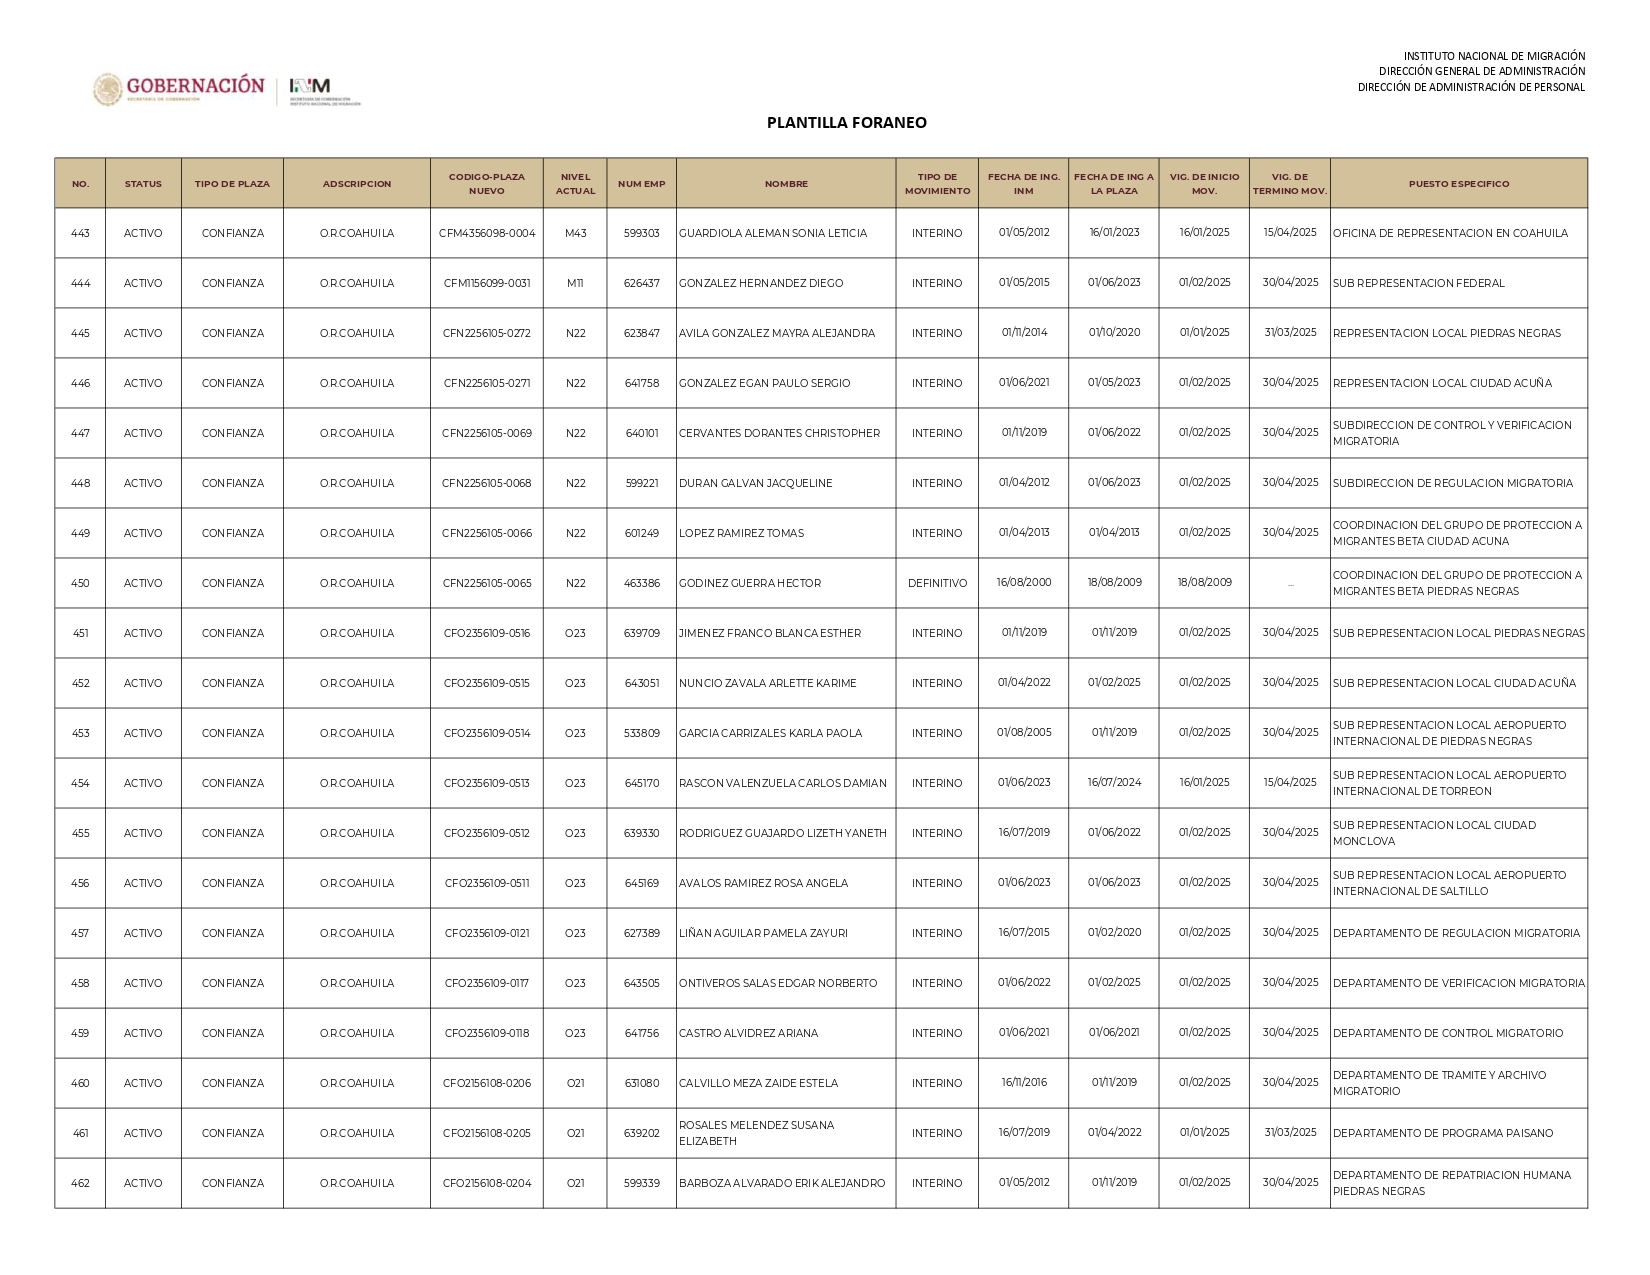 INSTITUTO NACIONAL DE MIGRACIÓN
DIRECCIÓN GENERAL DE ADMINISTRACIÓN
DIRECCIÓN DE ADMINISTRACIÓN DE PERSONAL
GOBERNACIÓN
SECRETARÍA DE GOBERNACIÓN
INM
SECRETARÍA DE GOBERNACIÓN
INSTITUTO NACIONAL DE MIGRACIÓN
PLANTILLA FORANEO
NO. STATUS TIPO DE PLAZA ADSCRIPCION CODIGO-PLAZA NUEVO NIVEL ACTUAL NUM EMP NOMBRE TIPO DE MOVIMIENTO FECHA DE ING. INM FECHA DE ING A LA PLAZA VIG. DE INICIO MOV. VIG. DE TERMINO MOV. PUESTO ESPECIFICO
443 ACTIVO CONFIANZA O.R.COAHUILA CFM4356098-0004 M43 599303 GUARDIOLA ALEMAN SONIA LETICIA INTERINO 01/05/2012 16/01/2023 16/01/2025 15/04/2025 OFICINA DE REPRESENTACION EN COAHUILA
444 ACTIVO CONFIANZA O.R.COAHUILA CFM1156099-0031 M11 626437 GONZALEZ HERNANDEZ DIEGO INTERINO 01/05/2015 01/06/2023 01/02/2025 30/04/2025 SUB REPRESENTACION FEDERAL
445 ACTIVO CONFIANZA O.R.COAHUILA CFN2256105-0272 N22 623847 AVILA GONZALEZ MAYRA ALEJANDRA INTERINO 01/11/2014 01/10/2020 01/01/2025 31/03/2025 REPRESENTACION LOCAL PIEDRAS NEGRAS
446 ACTIVO CONFIANZA O.R.COAHUILA CFN2256105-0271 N22 641758 GONZALEZ EGAN PAULO SERGIO INTERINO 01/06/2021 01/05/2023 01/02/2025 30/04/2025 REPRESENTACION LOCAL CIUDAD ACUÑA
447 ACTIVO CONFIANZA O.R.COAHUILA CFN2256105-0069 N22 640101 CERVANTES DORANTES CHRISTOPHER INTERINO 01/11/2019 01/06/2022 01/02/2025 30/04/2025 SUBDIRECCION DE CONTROL Y VERIFICACION
MIGRATORIA
448 ACTIVO CONFIANZA O.R.COAHUILA CFN2256105-0068 N22 599221 DURAN GALVAN JACQUELINE INTERINO 01/04/2012 01/06/2023 01/02/2025 30/04/2025 SUBDIRECCION DE REGULACION MIGRATORIA
449 ACTIVO CONFIANZA O.R.COAHUILA CFN2256105-0066 N22 601249 LOPEZ RAMIREZ TOMAS INTERINO 01/04/2013 01/04/2013 01/02/2025 30/04/2025 COORDINACION DEL GRUPO DE PROTECCION A
MIGRANTES BETA CIUDAD ACUNA
450 ACTIVO CONFIANZA O.R.COAHUILA CFN2256105-0065 N22 463386 GODINEZ GUERRA HECTOR DEFINITIVO 16/08/2000 18/08/2009 18/08/2009 ... COORDINACION DEL GRUPO DE PROTECCION A
MIGRANTES BETA PIEDRAS NEGRAS
451 ACTIVO CONFIANZA O.R.COAHUILA CFO2356109-0516 O23 639709 JIMENEZ FRANCO BLANCA ESTHER INTERINO 01/11/2019 01/11/2019 01/02/2025 30/04/2025 SUB REPRESENTACION LOCAL PIEDRAS NEGRAS
452 ACTIVO CONFIANZA O.R.COAHUILA CFO2356109-0515 O23 643051 NUNCIO ZAVALA ARLETTE KARIME INTERINO 01/04/2022 01/02/2025 01/02/2025 30/04/2025 SUB REPRESENTACION LOCAL CIUDAD ACUÑA
453 ACTIVO CONFIANZA O.R.COAHUILA CFO2356109-0514 O23 533809 GARCIA CARRIZALES KARLA PAOLA INTERINO 01/08/2005 01/11/2019 01/02/2025 30/04/2025 SUB REPRESENTACION LOCAL AEROPUERTO
INTERNACIONAL DE PIEDRAS NEGRAS
454 ACTIVO CONFIANZA O.R.COAHUILA CFO2356109-0513 O23 645170 RASCON VALENZUELA CARLOS DAMIAN INTERINO 01/06/2023 16/07/2024 16/01/2025 15/04/2025 SUB REPRESENTACION LOCAL AEROPUERTO
INTERNACIONAL DE TORREON
455 ACTIVO CONFIANZA O.R.COAHUILA CFO2356109-0512 O23 639330 RODRIGUEZ GUAJARDO LIZETH YANETH INTERINO 16/07/2019 01/06/2022 01/02/2025 30/04/2025 SUB REPRESENTACION LOCAL CIUDAD
MONCLOVA
456 ACTIVO CONFIANZA O.R.COAHUILA CFO2356109-0511 O23 645169 AVALOS RAMIREZ ROSA ANGELA INTERINO 01/06/2023 01/06/2023 01/02/2025 30/04/2025 SUB REPRESENTACION LOCAL AEROPUERTO
INTERNACIONAL DE SALTILLO
457 ACTIVO CONFIANZA O.R.COAHUILA CFO2356109-0121 O23 627389 LIÑAN AGUILAR PAMELA ZAYURI INTERINO 16/07/2015 01/02/2020 01/02/2025 30/04/2025 DEPARTAMENTO DE REGULACION MIGRATORIA
458 ACTIVO CONFIANZA O.R.COAHUILA CFO2356109-0117 O23 643505 ONTIVEROS SALAS EDGAR NORBERTO INTERINO 01/06/2022 01/02/2025 01/02/2025 30/04/2025 DEPARTAMENTO DE VERIFICACION MIGRATORIA
459 ACTIVO CONFIANZA O.R.COAHUILA CFO2356109-0118 O23 641756 CASTRO ALVIDREZ ARIANA INTERINO 01/06/2021 01/06/2021 01/02/2025 30/04/2025 DEPARTAMENTO DE CONTROL MIGRATORIO
460 ACTIVO CONFIANZA O.R.COAHUILA CFO2156108-0206 O21 631080 CALVILLO MEZA ZAIDE ESTELA INTERINO 16/11/2016 01/11/2019 01/02/2025 30/04/2025 DEPARTAMENTO DE TRAMITE Y ARCHIVO
MIGRATORIO
461 ACTIVO CONFIANZA O.R.COAHUILA CFO2156108-0205 O21 639202 ROSALES MELENDEZ SUSANA
ELIZABETH INTERINO 16/07/2019 01/04/2022 01/01/2025 31/03/2025 DEPARTAMENTO DE PROGRAMA PAISANO
462 ACTIVO CONFIANZA O.R.COAHUILA CFO2156108-0204 O21 599339 BARBOZA ALVARADO ERIK ALEJANDRO INTERINO 01/05/2012 01/11/2019 01/02/2025 30/04/2025 DEPARTAMENTO DE REPATRIACION HUMANA
PIEDRAS NEGRAS